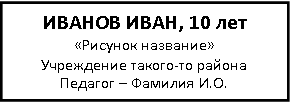 ИВАНОВ ИВАН, 10 лет
«Рисунок название»
Учреждение такого-то района
Педагог – Фамилия И.О.